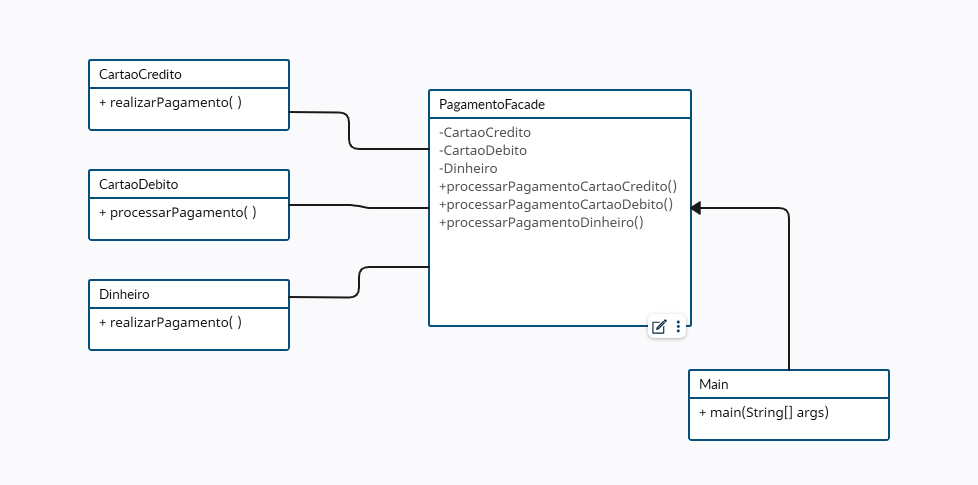 CartaoCredito
+ realizarPagamento( )
CartaoDebito
+ processarPagamento( )
Dinheiro
+ realizarPagamento( )
PagamentoFacade
-CartaoCredito
-CartaoDebito
-Dinheiro
+processarPagamentoCartaoCredito()
+processarPagamentoCartaoDebito()
+processarPagamentoDinheiro()
Main
+ main(String[] args)